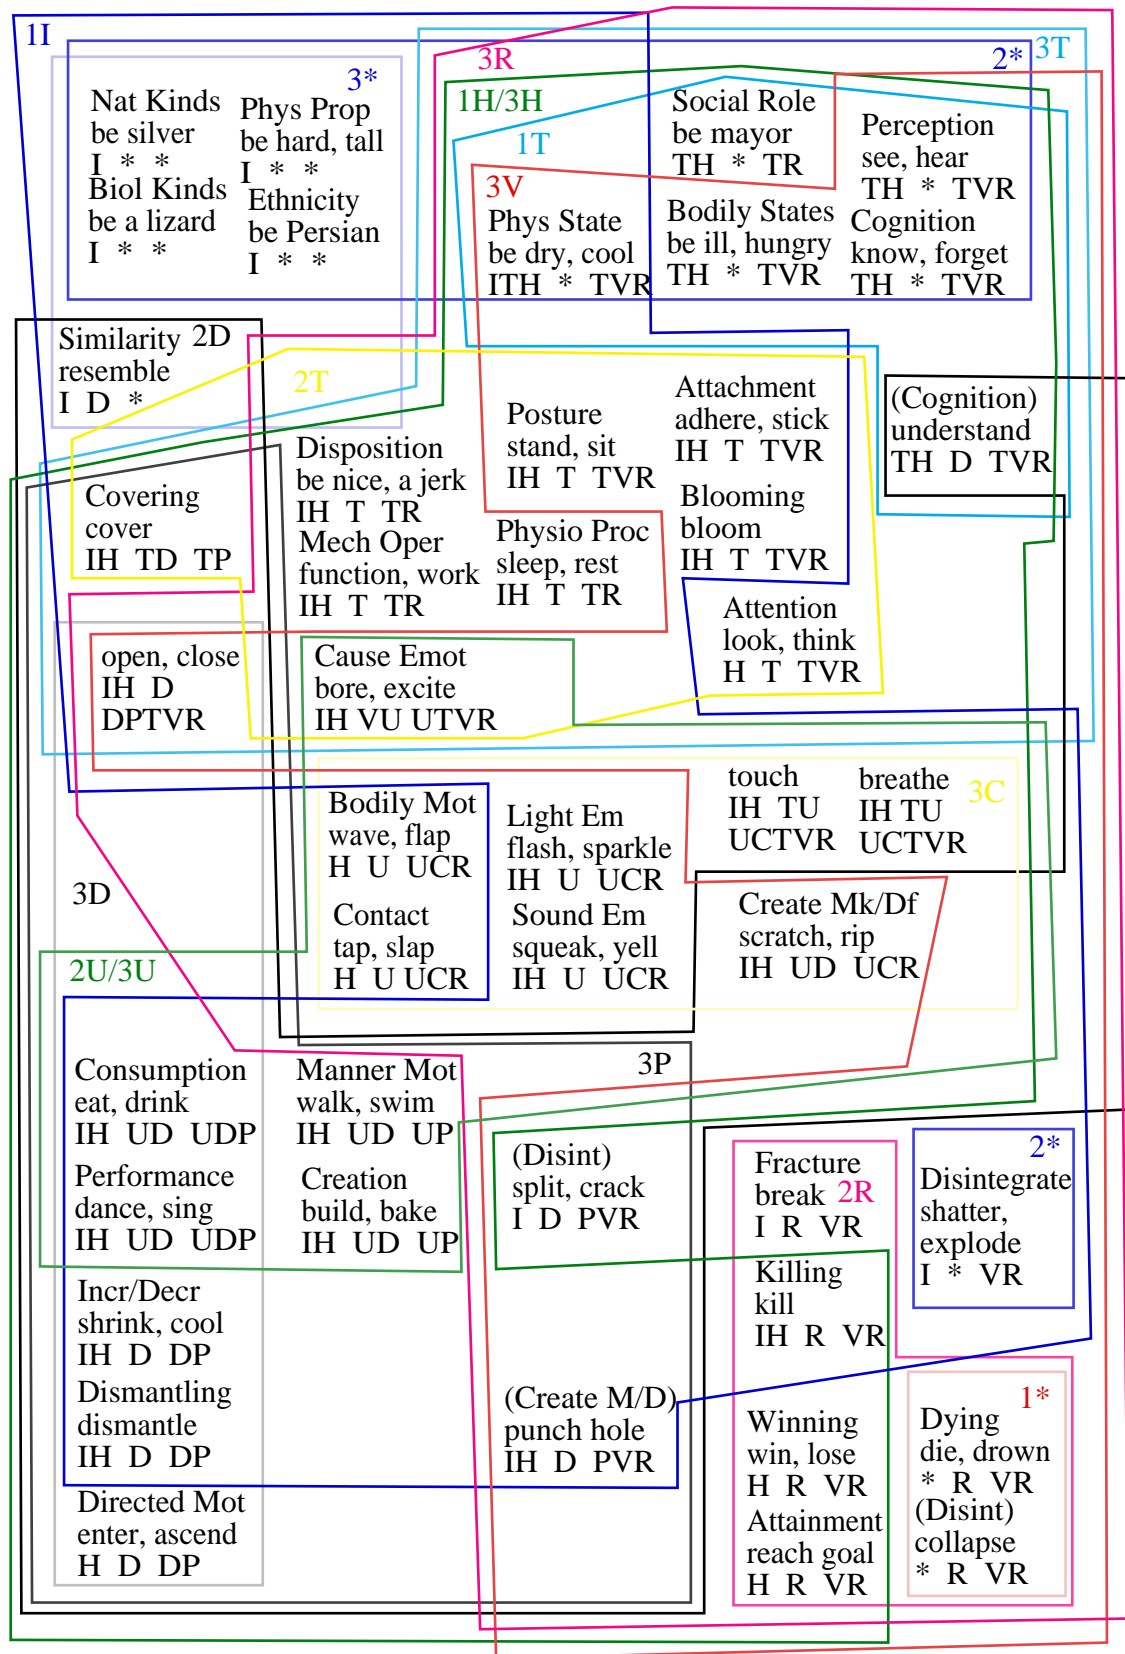 1I
3R
3T
2*
3*
1H/3H
1T
Nat Kinds
be silver
I * *
Phys Prop
be hard, tall
I * *
Biol Kinds
be a lizard
I * *
Ethnicity
be Persian
I * *
Social Role
be mayor
TH * TR
Perception
see, hear
TH * TVR
3V
Phys State
be dry, cool
ITH * TVR
Bodily States
be ill, hungry
TH * TVR
Cognition
know, forget
TH * TVR
Similarity 2D
resemble
I D *
2T
Posture
stand, sit
IH T TVR
Attachment
adhere, stick
IH T TVR
(Cognition)
understand
TH D TVR
Disposition
be nice, a jerk
IH T TR
Covering
cover
IH TD TP
Mech Oper
function, work
IH T TR
Physio Proc
sleep, rest
IH T TR
Blooming
bloom
IH T TVR
Attention
look, think
H T TVR
open, close
IH D
DPTVR
Cause Emot
bore, excite
IH VU UTVR
touch
IH TU
UCTVR
breathe
IH TU
UCTVR
3C
Bodily Mot
wave, flap
H U UCR
Light Em
flash, sparkle
IH U UCR
3D
Contact
tap, slap
H U UCR
Sound Em
squeak, yell
IH U UCR
Create Mk/Df
scratch, rip
IH UD UCR
2U/3U
3P
Consumption
eat, drink
IH UD UDP
Manner Mot
walk, swim
IH UD UP
Performance
dance, sing
IH UD UDP
Creation
build, bake
IH UD UP
(Disint)
split, crack
I D PVR
Fracture
break 2R
I R VR
2*
Disintegrate
shatter,
explode
I * VR
Killing
kill
IH R VR
Incr/Decr
shrink, cool
IH D DP
Dismantling
dismantle
IH D DP
(Create M/D)
punch hole
IH D PVR
Winning
win, lose
H R VR
1*
Dying
die, drown
* R VR
Directed Mot
enter, ascend
H D DP
Attainment
reach goal
H R VR
(Disint)
collapse
* R VR